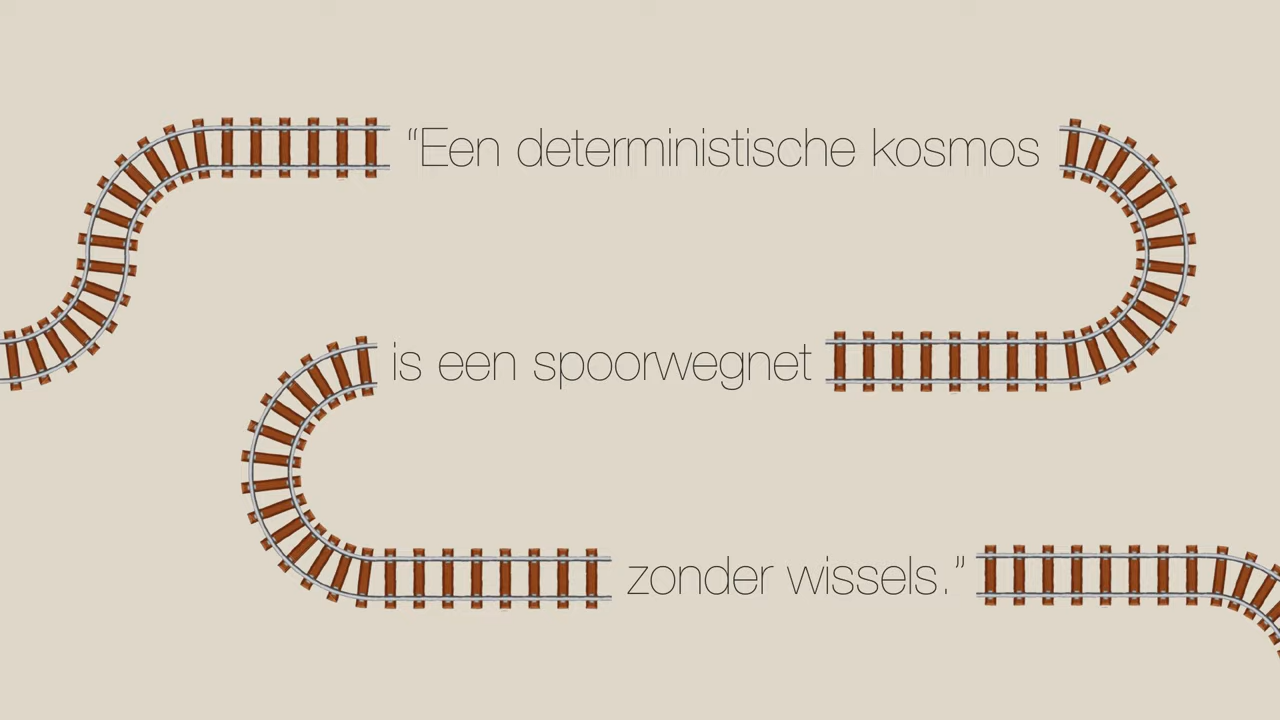 “Een deterministische kosmos
is een spoorwegnet
zonder wissels.”